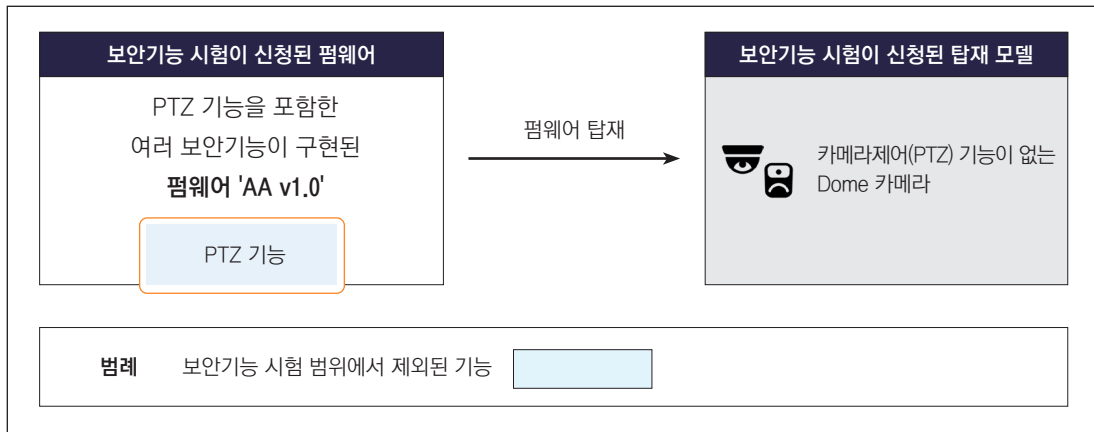 보안기능 시험이 신청된 펌웨어
PTZ 기능을 포함한
여러 보안기능이 구현된
펌웨어 'AA v1.0'
PTZ 기능
펌웨어 탑재
보안기능 시험이 신청된 탑재 모델
카메라제어(PTZ) 기능이 없는
Dome 카메라
범례 보안기능 시험 범위에서 제외된 기능